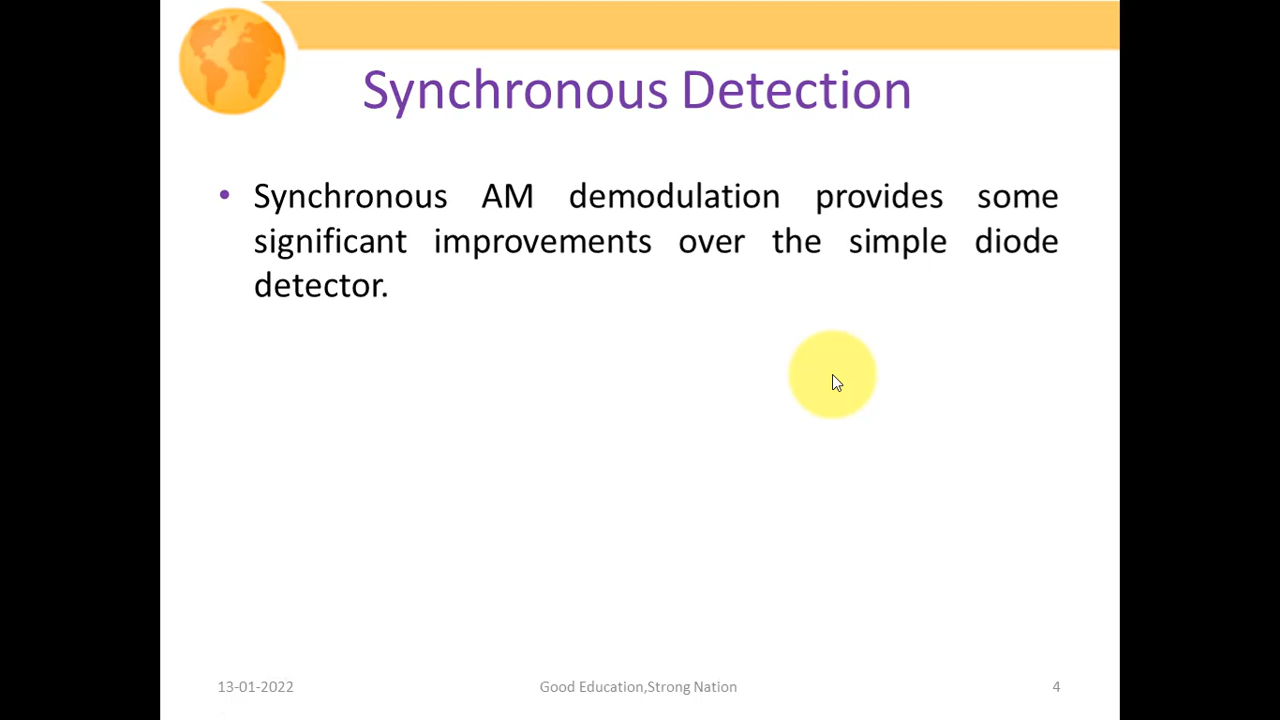 Synchronous Detection
• Synchronous AM demodulation provides some
significant improvements over the simple diode
detector.
13-01-2022
Good Education,Strong Nation
4